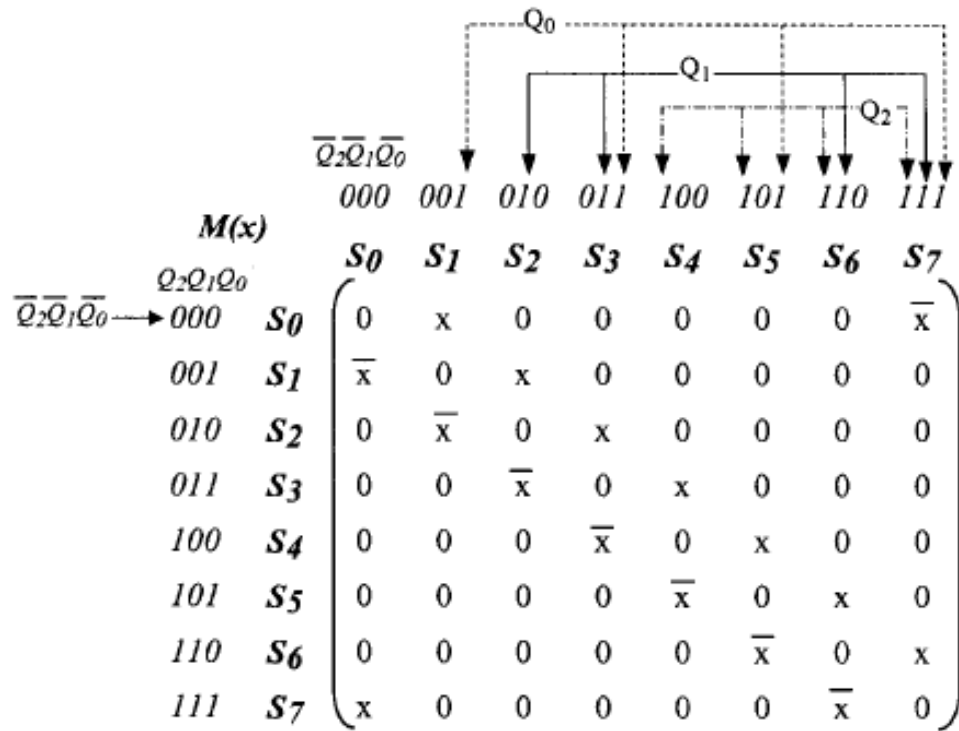 Q₀
Q₁
Q₂
Q̅₂Q̅₁Q̅₀
000 001 010 011 100 101 110 111
M(x)
S₀ S₁ S₂ S₃ S₄ S₅ S₆ S₇
Q₂Q₁Q₀
Q̅₂Q̅₁Q̅₀ 000 S₀ 0 x 0 0 0 0 0 x̅
001 S₁ x̅ 0 x 0 0 0 0 0
010 S₂ 0 x̅ 0 x 0 0 0 0
011 S₃ 0 0 x̅ 0 x 0 0 0
100 S₄ 0 0 0 x̅ 0 x 0 0
101 S₅ 0 0 0 0 x̅ 0 x 0
110 S₆ 0 0 0 0 0 x̅ 0 x
111 S₇ x 0 0 0 0 0 x̅ 0